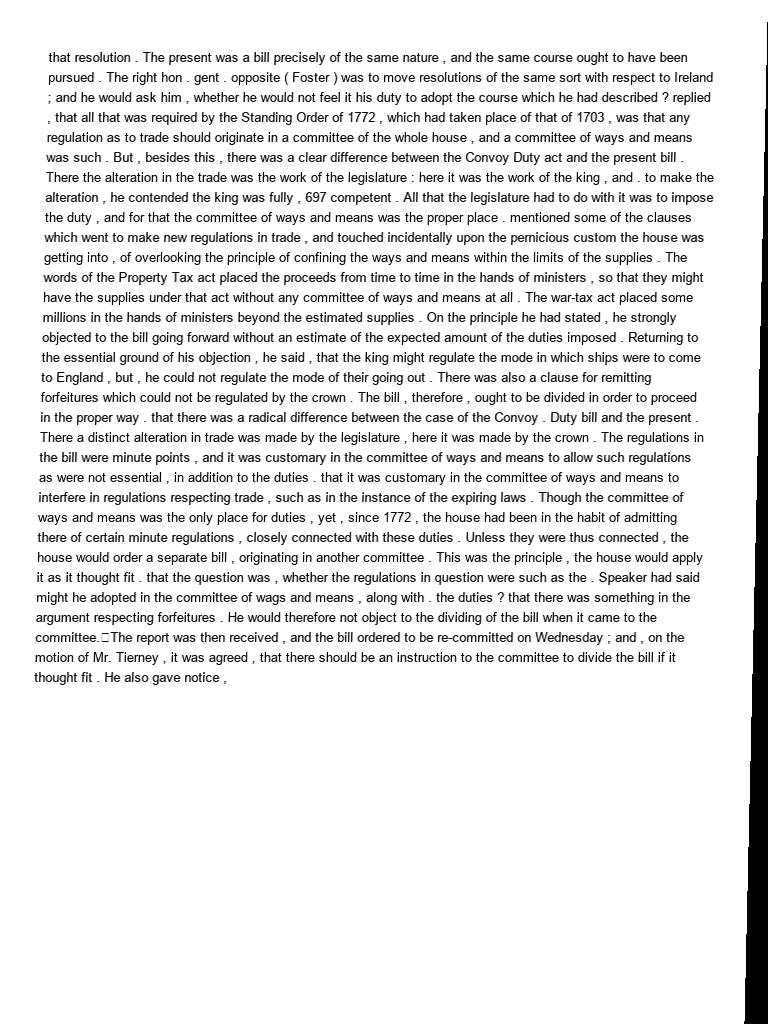 that resolution . The present was a bill precisely of the same nature , and the same course ought to have been
pursued . The right hon . gent . opposite ( Foster ) was to move resolutions of the same sort with respect to Ireland
; and he would ask him , whether he would not feel it his duty to adopt the course which he had described ? replied
, that all that was required by the Standing Order of 1772 , which had taken place of that of 1703 , was that any
regulation as to trade should originate in a committee of the whole house , and a committee of ways and means
was such . But , besides this , there was a clear difference between the Convoy Duty act and the present bill .
There the alteration in the trade was the work of the legislature : here it was the work of the king , and . to make the
alteration , he contended the king was fully , 697 competent . All that the legislature had to do with it was to impose
the duty , and for that the committee of ways and means was the proper place . mentioned some of the clauses
which went to make new regulations in trade , and touched incidentally upon the pernicious custom the house was
getting into , of overlooking the principle of confining the ways and means within the limits of the supplies . The
words of the Property Tax act placed the proceeds from time to time in the hands of ministers , so that they might
have the supplies under that act without any committee of ways and means at all . The war-tax act placed some
millions in the hands of ministers beyond the estimated supplies . On the principle he had stated , he strongly
objected to the bill going forward without an estimate of the expected amount of the duties imposed . Returning to
the essential ground of his objection , he said , that the king might regulate the mode in which ships were to come
to England , but , he could not regulate the mode of their going out . There was also a clause for remitting
forfeitures which could not be regulated by the crown . The bill , therefore , ought to be divided in order to proceed
in the proper way . that there was a radical difference between the case of the Convoy . Duty bill and the present .
There a distinct alteration in trade was made by the legislature , here it was made by the crown . The regulations in
the bill were minute points , and it was customary in the committee of ways and means to allow such regulations
as were not essential , in addition to the duties . that it was customary in the committee of ways and means to
interfere in regulations respecting trade , such as in the instance of the expiring laws . Though the committee of
ways and means was the only place for duties , yet , since 1772 , the house had been in the habit of admitting
there of certain minute regulations , closely connected with these duties . Unless they were thus connected , the
house would order a separate bill , originating in another committee . This was the principle , the house would apply
it as it thought fit . that the question was , whether the regulations in question were such as the . Speaker had said
might he adopted in the committee of wags and means , along with . the duties ? that there was something in the
argument respecting forfeitures . He would therefore not object to the dividing of the bill when it came to the
committee.The report was then received , and the bill ordered to be re-committed on Wednesday ; and , on the
motion of Mr. Tierney , it was agreed , that there should be an instruction to the committee to divide the bill if it
thought fit . He also gave notice ,